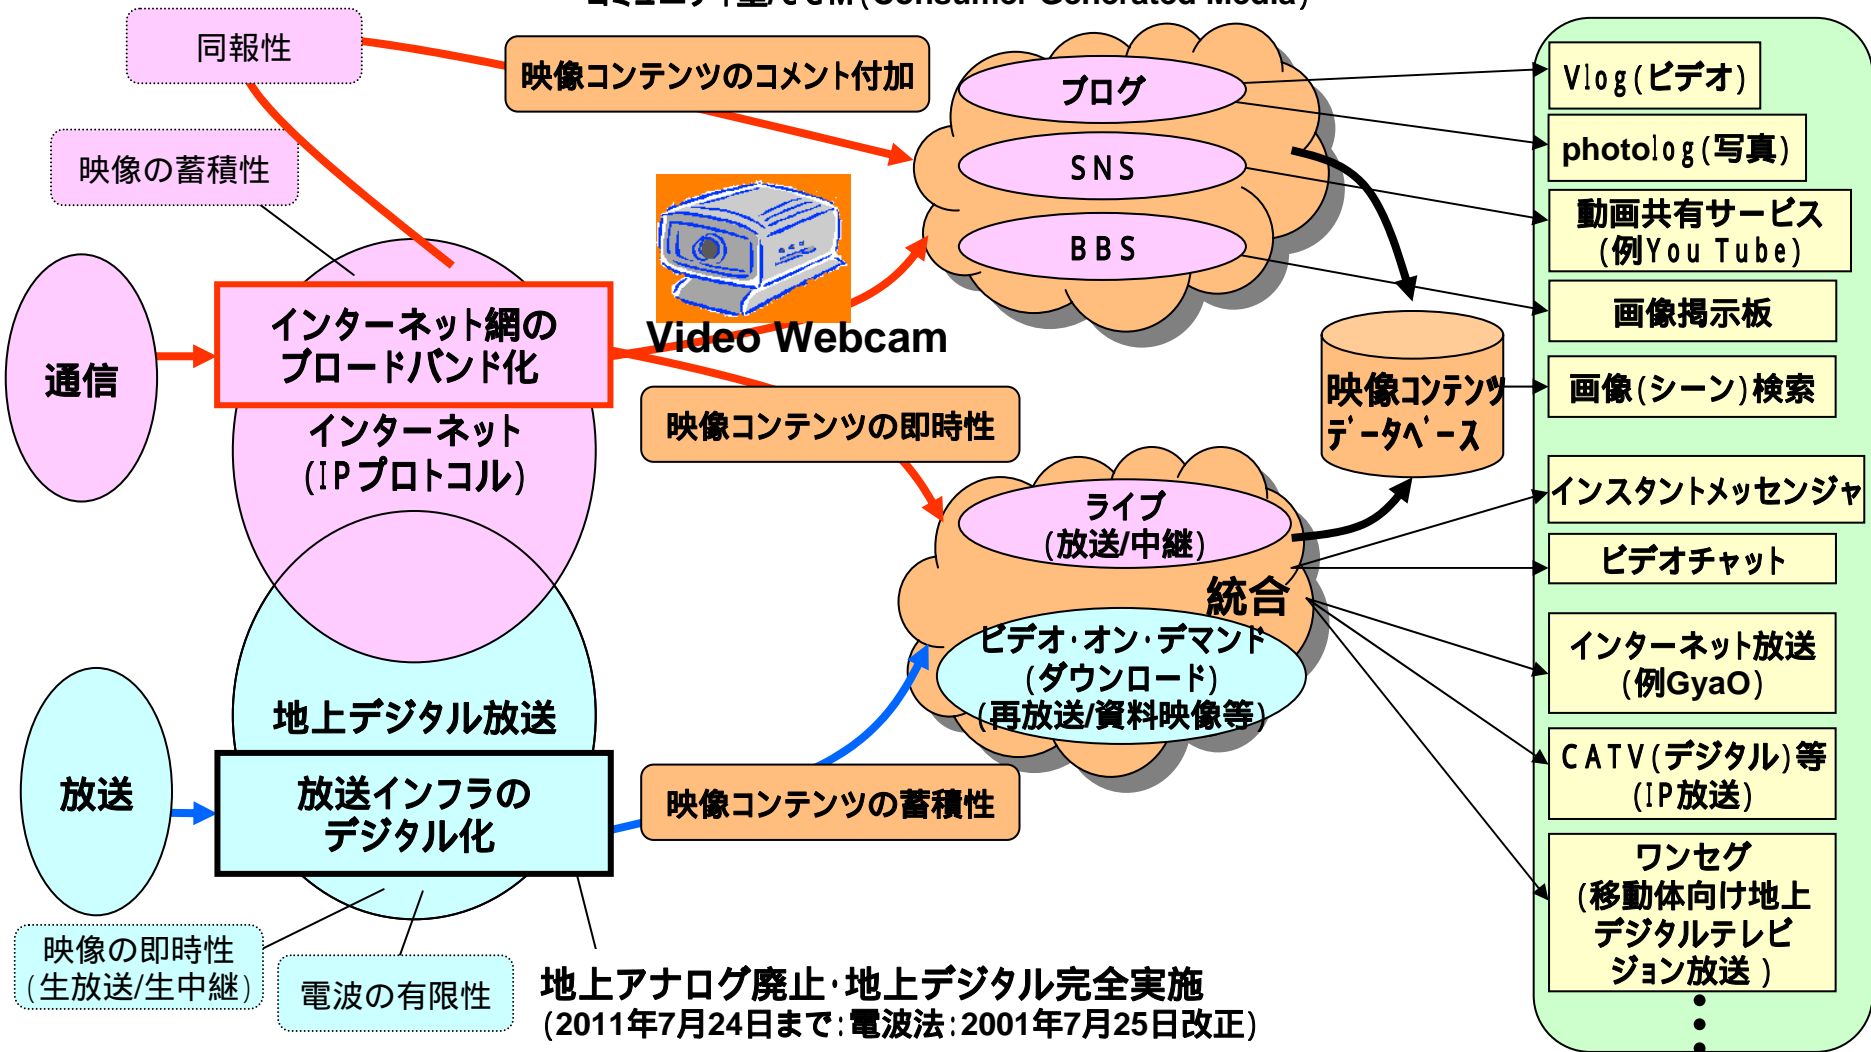 (Consumer Generated Media)
同報性
映像コンテンツのコメント付加
映像の蓄積性
ブログ
SNS
BBS
Vlog(ビデオ)
photolog(写真)
動画共有サービス
(例You Tube)
画像掲示板
画像(シーン)検索
Video Webcam
通信
インターネット網の
ブロードバンド化
インターネット
(IPプロトコル)
映像コンテンツの即時性
映像コンテンツ
データベース
ライブ
(放送/中継)
統合
ビデオ・オン・デマンド
(ダウンロード)
(再放送/資料映像等)
インスタントメッセンジャ
ビデオチャット
インターネット放送
(例GyaO)
CATV(デジタル)等
(IP放送)
ワンセグ
(移動体向け地上
デジタルテレビ
ジョン放送)
地上デジタル放送
放送
放送インフラの
デジタル化
映像コンテンツの蓄積性
映像の即時性
(生放送/生中継)
電波の有限性
地上アナログ廃止・地上デジタル完全実施
(2011年7月24日まで:電波法:2001年7月25日改正)